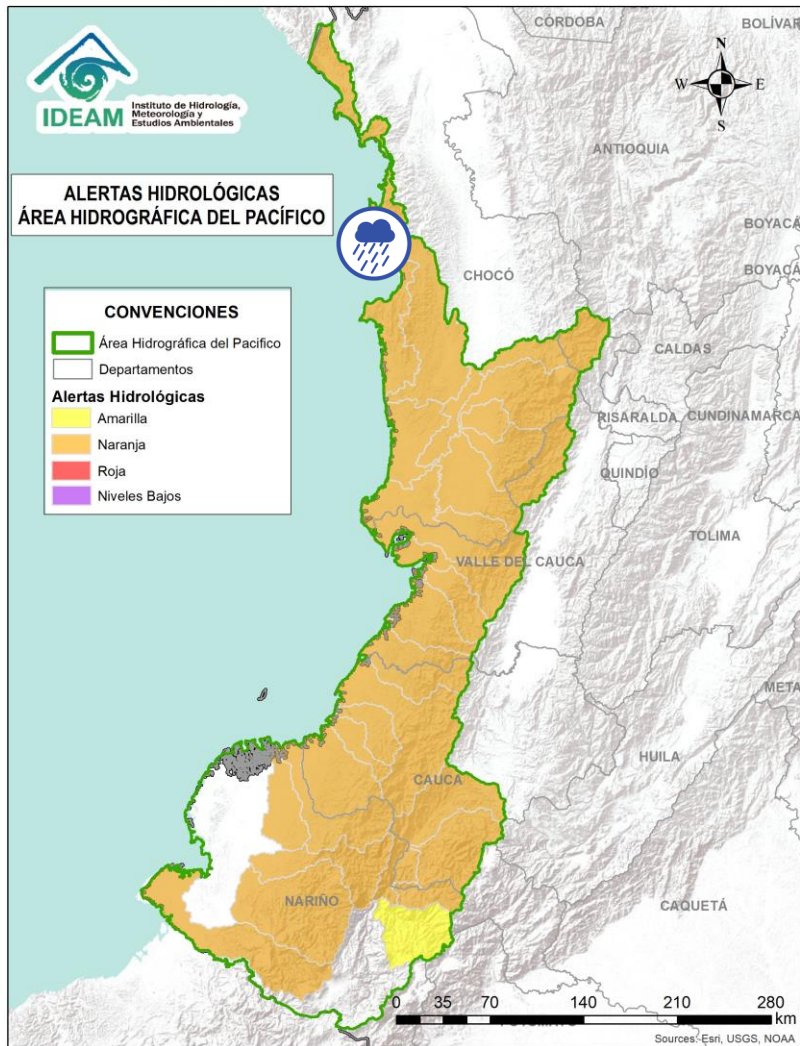 IDEAM
Instituto de Hidrología,
Meteorología y
Estudios Ambientales
ALERTAS HIDROLÓGICAS
ÁREA HIDROGRÁFICA DEL PACÍFICO
CONVENCIONES
Área Hidrográfica del Pacifico
Departamentos
Alertas Hidrológicas
Amarilla
Naranja
Roja
Niveles Bajos
CÓRDOBA
BOLÍVAR
N
W
E
S
ANTIOQUIA
BOYACÁ
CHOCÓ
BOYACÁ
CALDAS
RISARALDA
CUNDINAMARCA
QUINDÍO
TOLIMA
VALLE DEL CAUCA
META
HUILA
CAUCA
NARIÑO
CAQUETÁ
0 35 70 140 210 280
km
Sources: Esri, USGS, NOAA